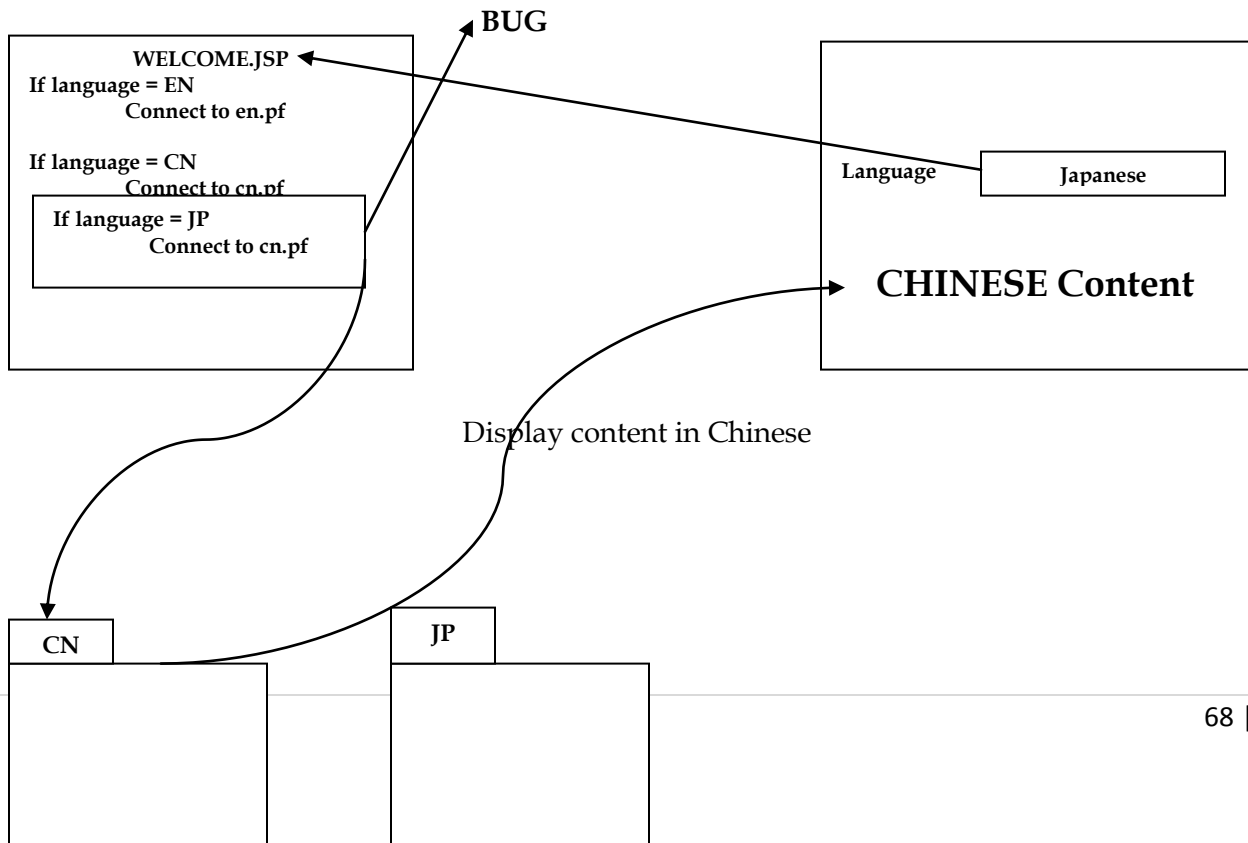 BUG
WELCOME.JSP
If language = EN
Connect to en.pf
If language = CN
Connect to cn.pf
If language = JP
Connect to cn.pf
Language
Japanese
CHINESE Content
Display content in Chinese
CN
JP
68 |